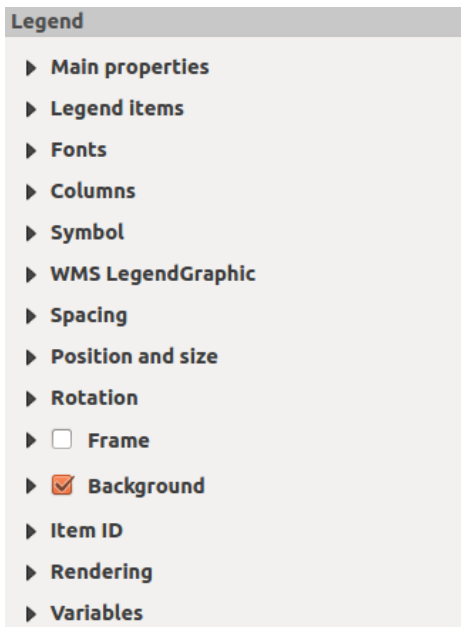 Legend
Main properties
Legend items
Fonts
Columns
Symbol
WMS LegendGraphic
Spacing
Position and size
Rotation
Frame
Background
Item ID
Rendering
Variables